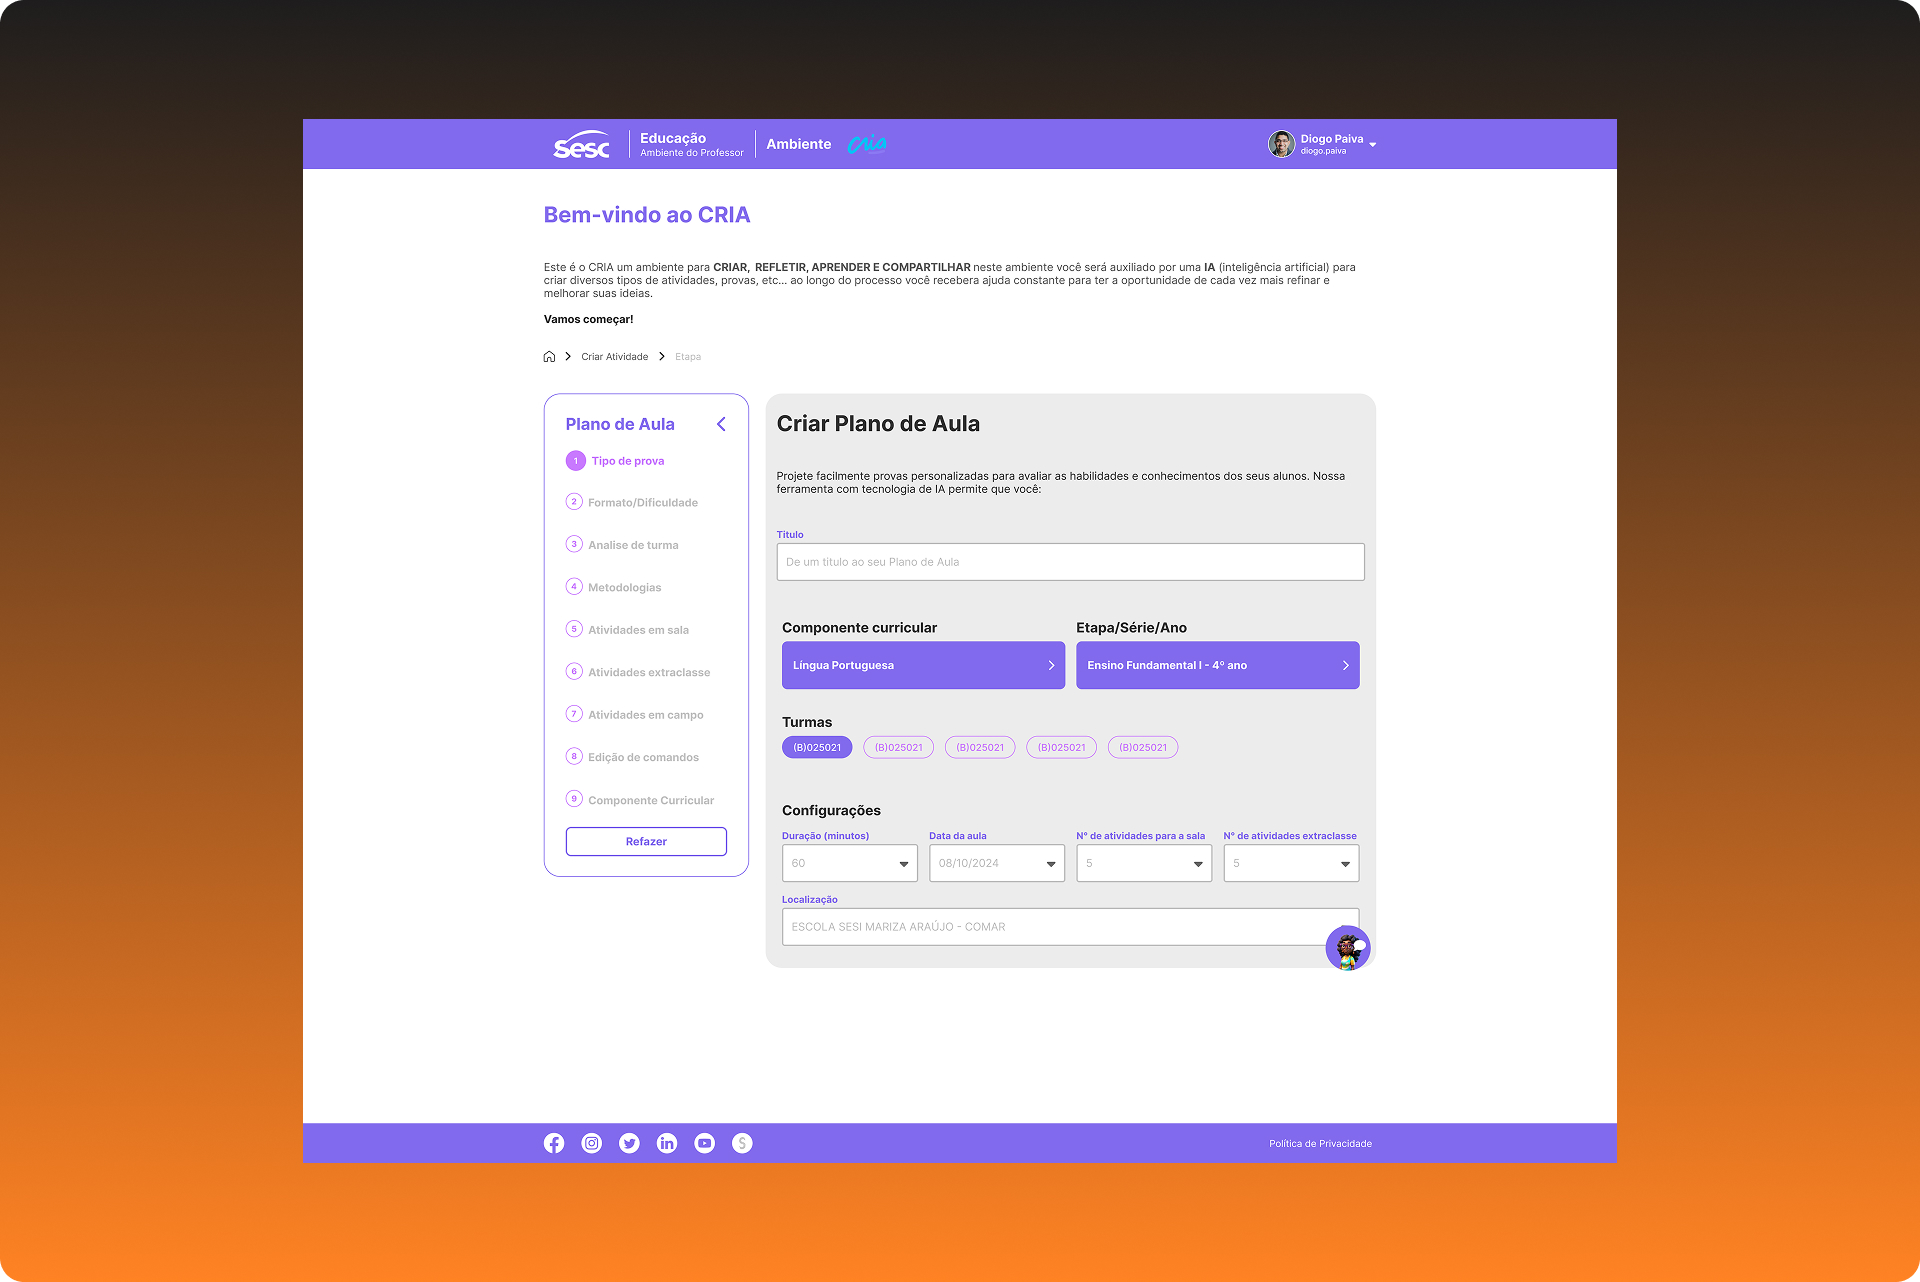 Sesc
Educação
Ambiente do Professor
Ambiente
Cria
Diogo Paiva
diogo.paiva
Bem-vindo ao CRIA
Este é o CRIA um ambiente para CRIAR, REFLETIR, APRENDER E COMPARTILHAR neste ambiente você será auxiliado por uma IA (inteligência artificial) para
criar diversos tipos de atividades, provas, etc... ao longo do processo você recebera ajuda constante para ter a oportunidade de cada vez mais refinar e
melhorar suas ideias.
Vamos começar!
Criar Atividade
Etapa
Plano de Aula
1 Tipo de prova
2 Formato/Dificuldade
3 Analise de turma
4 Metodologias
5 Atividades em sala
6 Atividades extraclasse
7 Atividades em campo
8 Edição de comandos
9 Componente Curricular
Refazer
Criar Plano de Aula
Projete facilmente provas personalizadas para avaliar as habilidades e conhecimentos dos seus alunos. Nossa
ferramenta com tecnologia de IA permite que você:
Titulo
De um titulo ao seu Plano de Aula
Componente curricular
Língua Portuguesa
Etapa/Série/Ano
Ensino Fundamental I - 4º ano
Turmas
(B)025021 (B)025021 (B)025021 (B)025021 (B)025021
Configurações
Duração (minutos) Data da aula N° de atividades para a sala N° de atividades extraclasse
60 08/10/2024 5 5
Localização
ESCOLA SESI MARIZA ARAÚJO - COMAR
Política de Privacidade